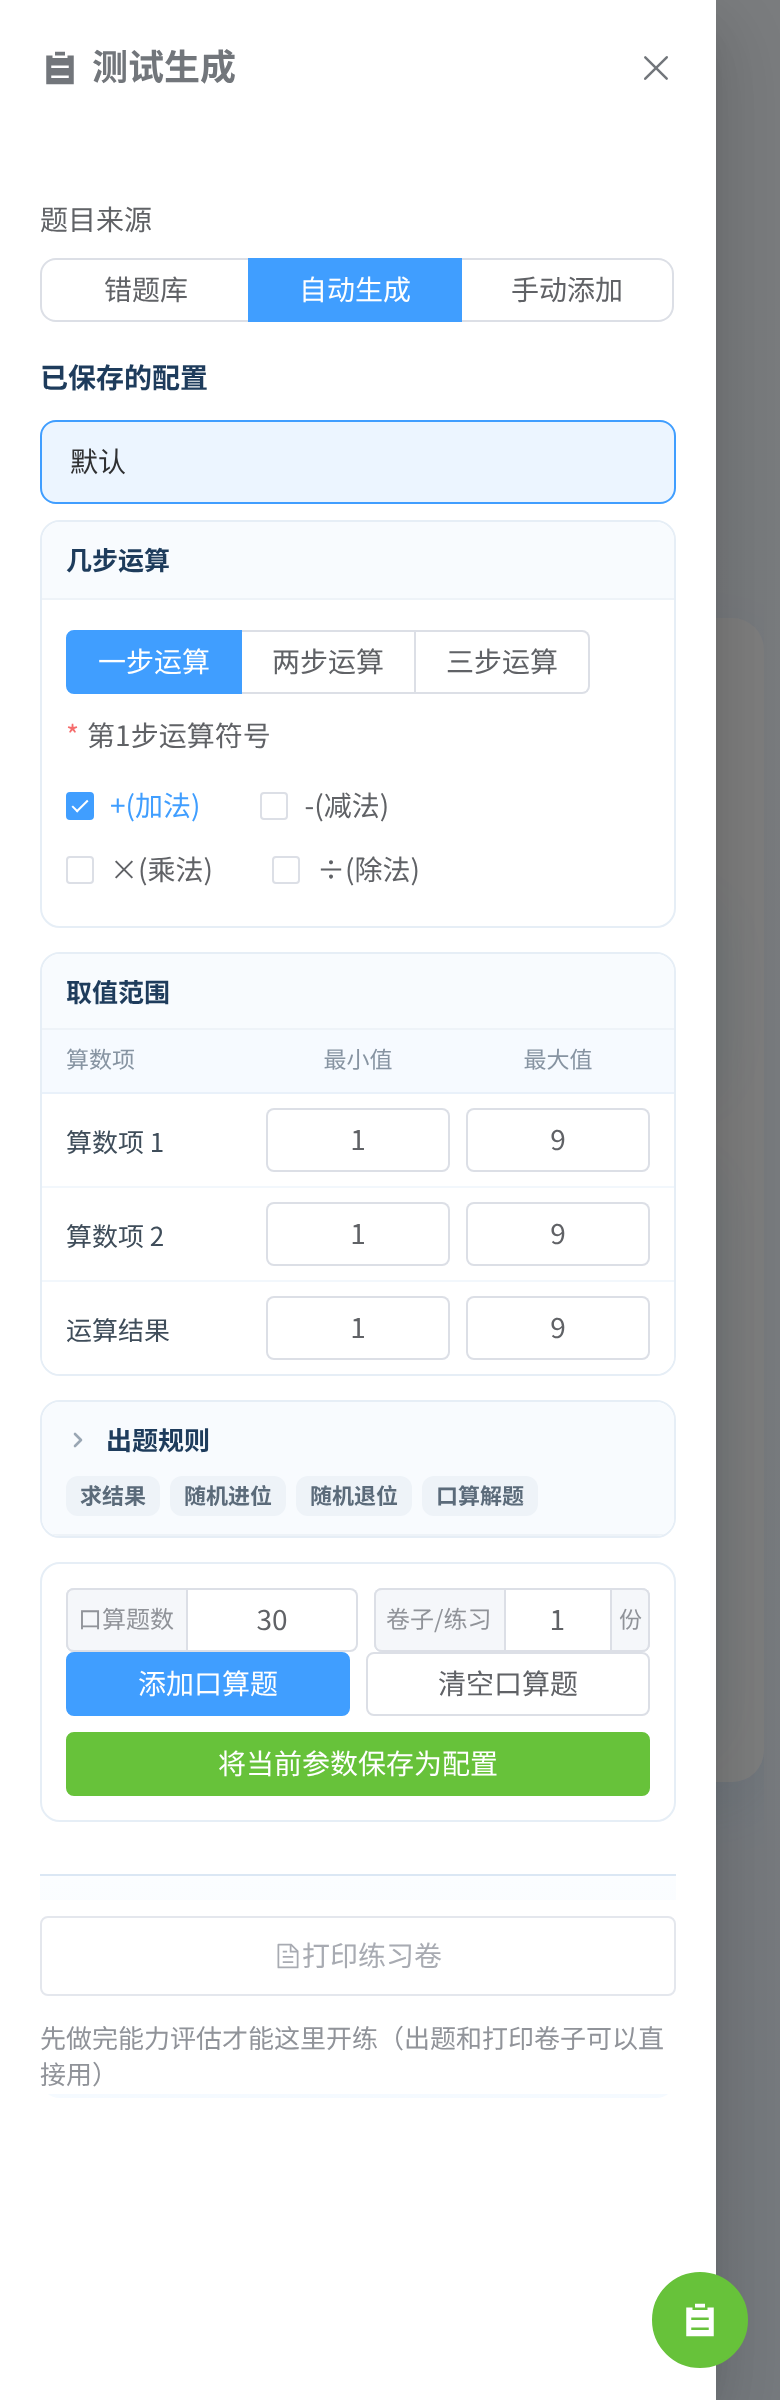 测试生成
题目来源
错题库 自动生成 手动添加
已保存的配置
默认
几步运算
一步运算 两步运算 三步运算
* 第1步运算符号
+(加法) -(减法)
×(乘法) ÷(除法)
取值范围
算数项 最小值 最大值
算数项 1 1 9
算数项 2 1 9
运算结果 1 9
出题规则
求结果 随机进位 随机退位 口算解题
口算题数 30 卷子/练习 1 份
添加口算题 清空口算题
将当前参数保存为配置
打印练习卷
先做完能力评估才能这里开练（出题和打印卷子可以直
接用）